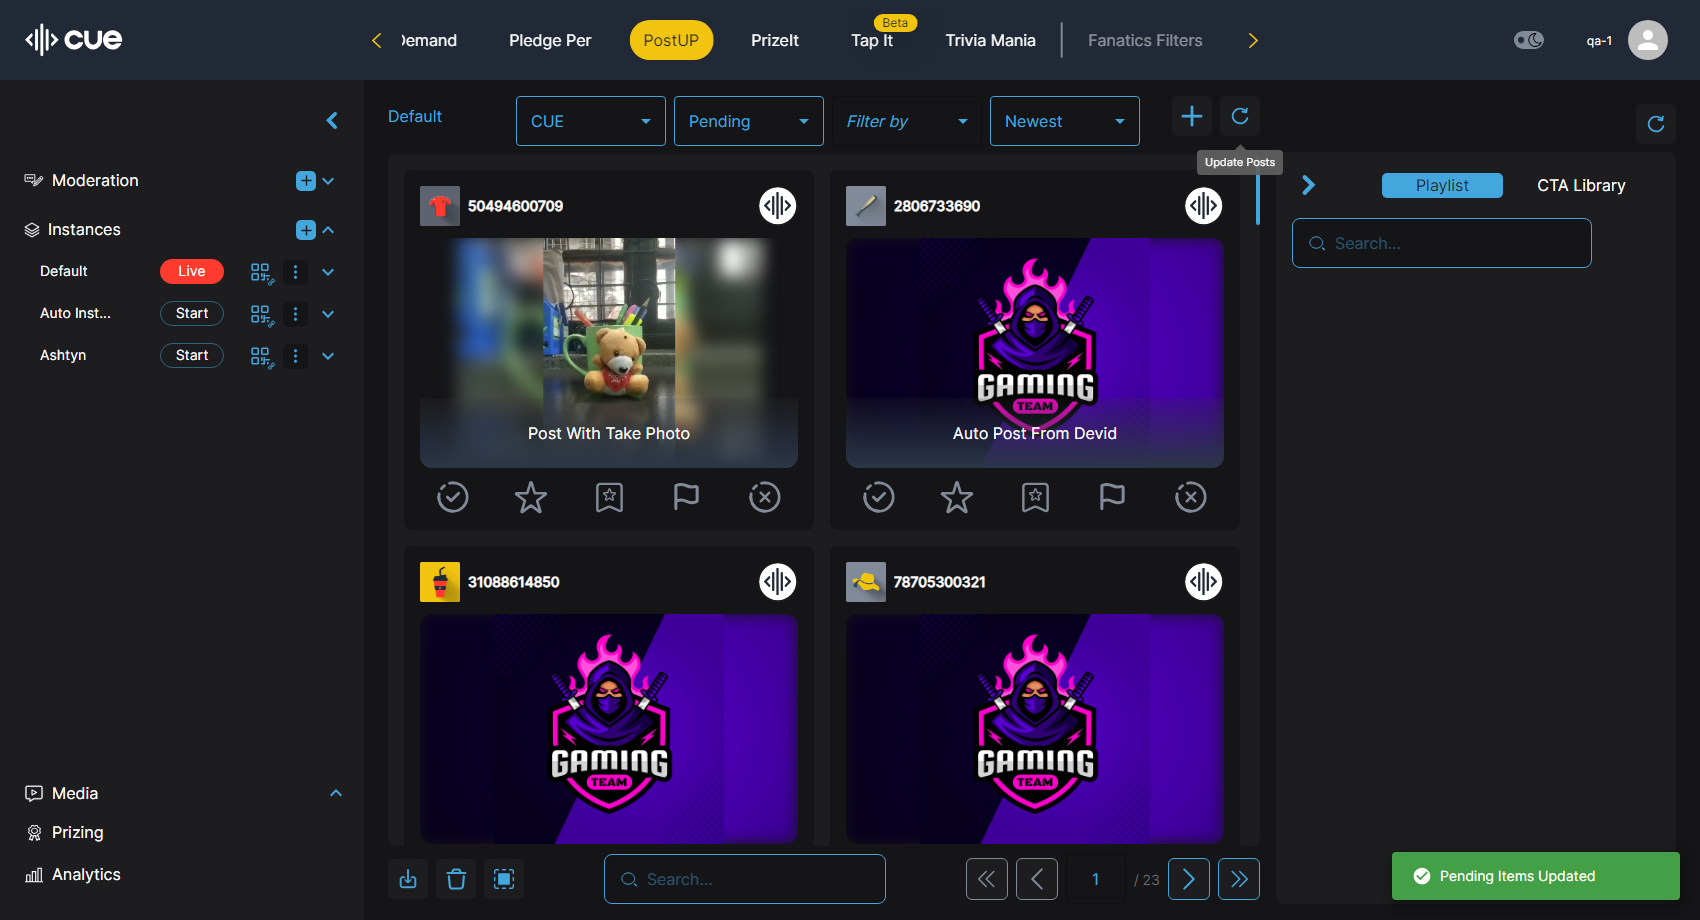 cue
Demand
Pledge Per
PostUP
PrizeIt
Beta
Tap It
Trivia Mania
Fanatics Filters
qa-1
Default
CUE
Pending
Filter by
Newest
Update Posts
Moderation
Instances
Default
Live
Auto Inst...
Start
Ashtyn
Start
Media
Prizing
Analytics
50494600709
Post With Take Photo
2806733690
GAMING
TEAM
Auto Post From Devid
31088614850
GAMING
TEAM
78705300321
GAMING
TEAM
Search...
1
/ 23
Playlist
CTA Library
Search...
Pending Items Updated